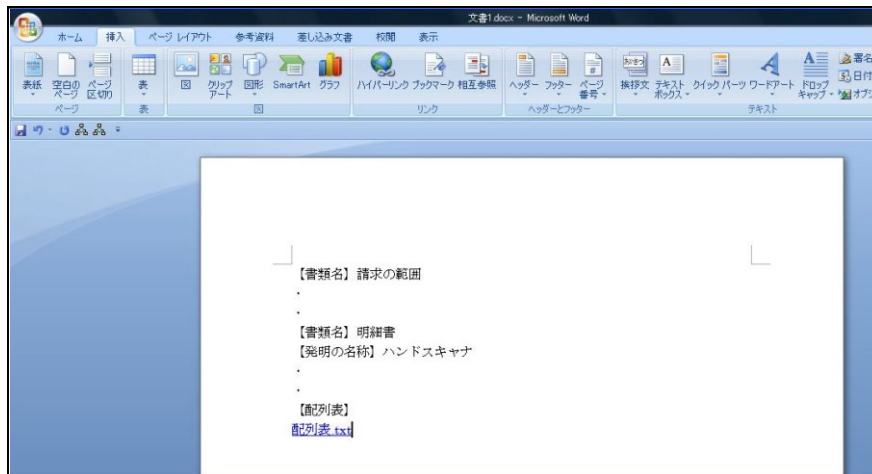 文書1.docx - Microsoft Word
ホーム 挿入 ページ レイアウト 参考資料 差し込み文書 校閲 表示
表紙 空白のページ ページ区切り 表 図 クリップアート 図形 SmartArt グラフ ハイパーリンク ブックマーク 相互参照 ヘッダー フッター ページ番号 挨拶文 テキストボックス クイック パーツ ワードアート ドロップキャップ 署名
日付
オブジ
ページ 表 図 リンク ヘッダーとフッター テキスト
【書類名】請求の範囲
・
・
【書類名】明細書
【発明の名称】ハンドスキャナ
・
・
【配列表】
配列表.txt